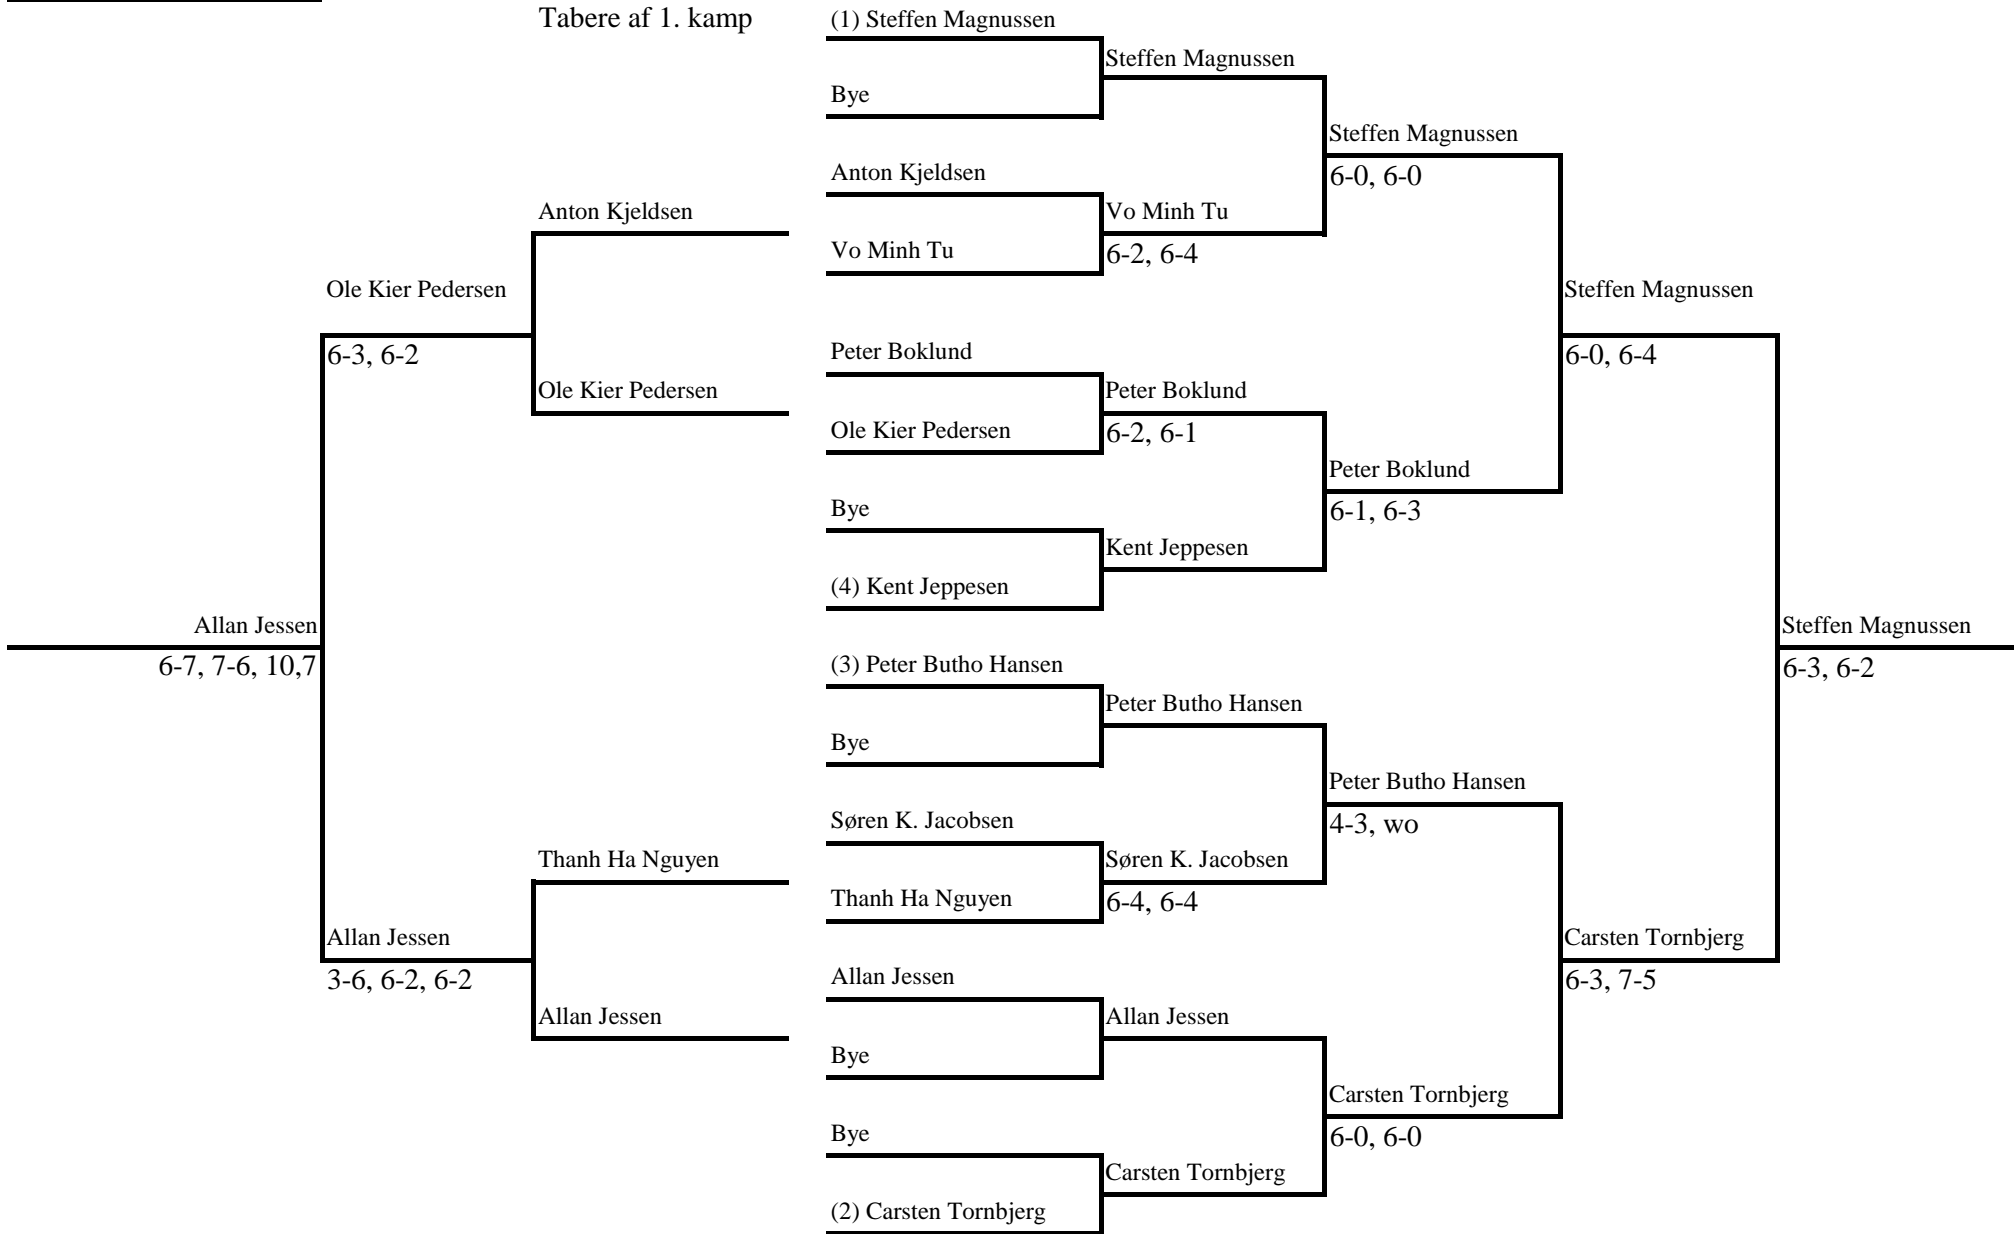 Tabere af 1. kamp
(1) Steffen Magnussen
Steffen Magnussen
Bye
Steffen Magnussen
6-0, 6-0
Anton Kjeldsen
Anton Kjeldsen
Vo Minh Tu
6-2, 6-4
Vo Minh Tu
Ole Kier Pedersen
6-3, 6-2
Steffen Magnussen
6-0, 6-4
Peter Boklund
Ole Kier Pedersen
Peter Boklund
6-2, 6-1
Ole Kier Pedersen
Peter Boklund
6-1, 6-3
Bye
Kent Jeppesen
(4) Kent Jeppesen
Allan Jessen
6-7, 7-6, 10,7
Steffen Magnussen
6-3, 6-2
(3) Peter Butho Hansen
Peter Butho Hansen
Bye
Peter Butho Hansen
4-3, wo
Søren K. Jacobsen
Thanh Ha Nguyen
Søren K. Jacobsen
6-4, 6-4
Thanh Ha Nguyen
Allan Jessen
3-6, 6-2, 6-2
Carsten Tornbjerg
6-3, 7-5
Allan Jessen
Allan Jessen
Allan Jessen
Bye
Carsten Tornbjerg
6-0, 6-0
Bye
Carsten Tornbjerg
(2) Carsten Tornbjerg